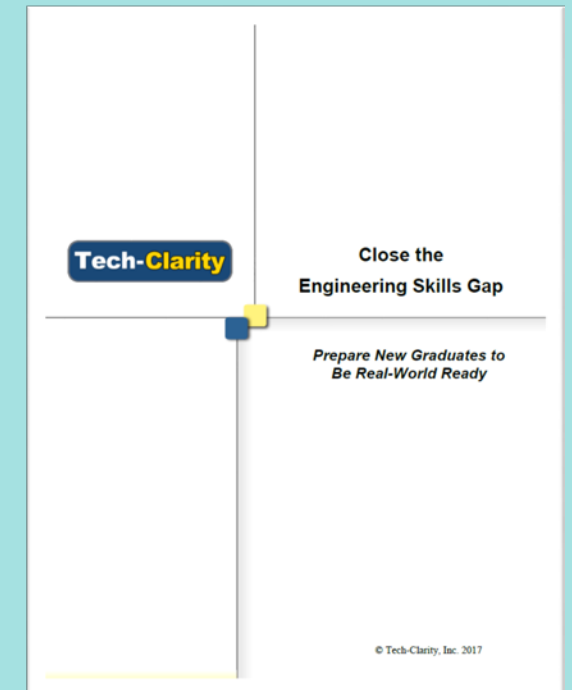 Tech-Clarity
Close the
Engineering Skills Gap
Prepare New Graduates to
Be Real-World Ready
© Tech-Clarity, Inc. 2017